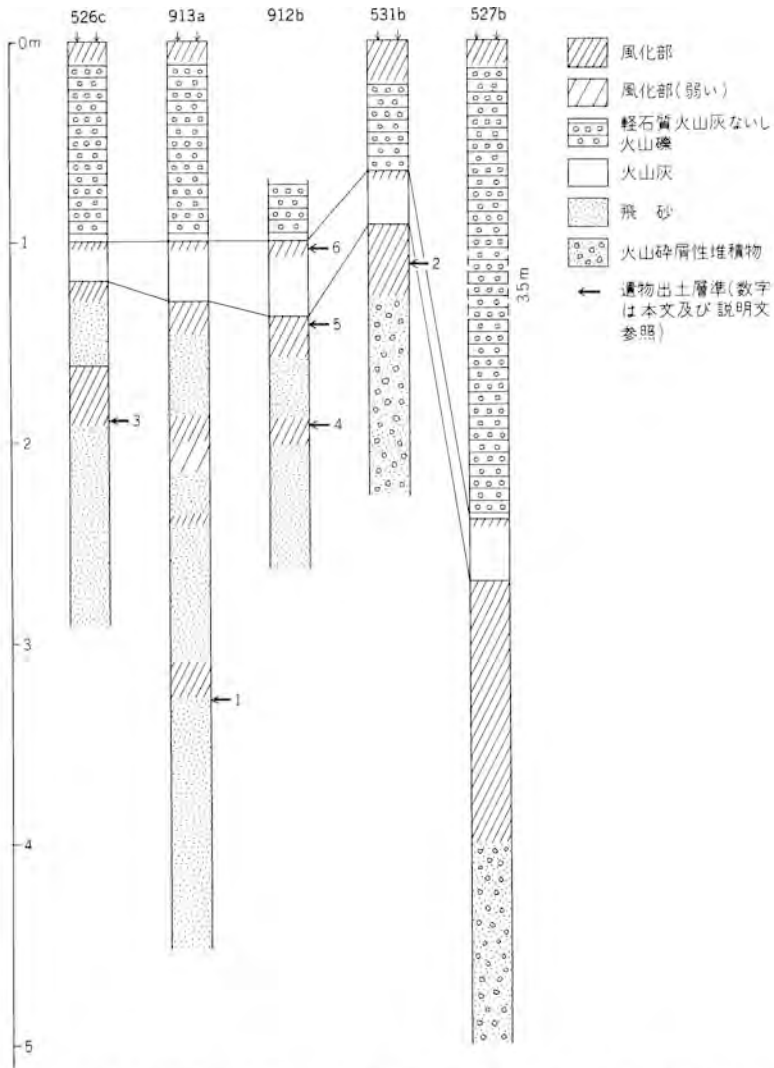 526c 913a 912b 531b 527b
0m
1
2
3
4
5
6
5
4
3
2
1
3.5m
風化部
風化部(弱い)
軽石質火山灰ないし
火山礫
火山灰
飛 砂
火山砕屑性堆積物
遺物出土層準(数字
は本文及び説明文
参照)